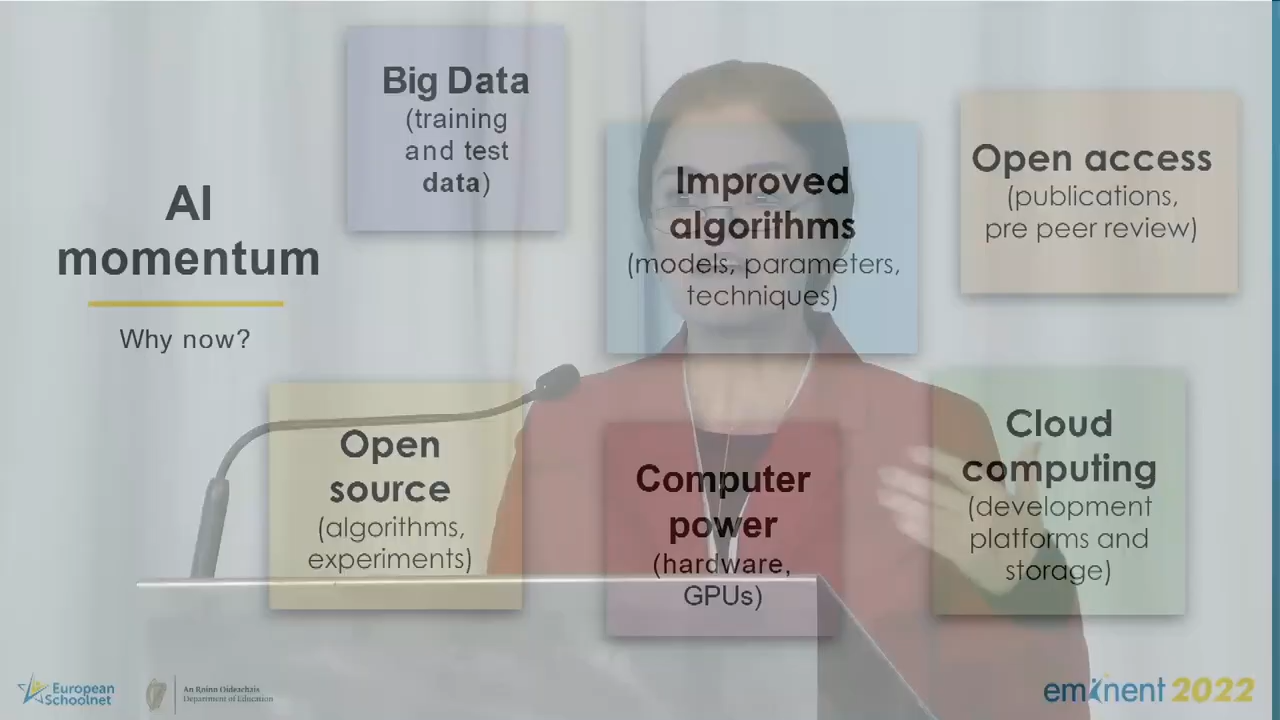 AI
momentum
Why now?
Big Data
(training
and test
data)
Improved
algorithms
(models, parameters,
techniques)
Open access
(publications,
pre peer review)
Open
source
(algorithms,
experiments)
Computer
power
(hardware,
GPUs)
Cloud
computing
(development
platforms and
storage)
European
Schoolnet
An Roinn Oideachais
Department of Education
eminent 2022